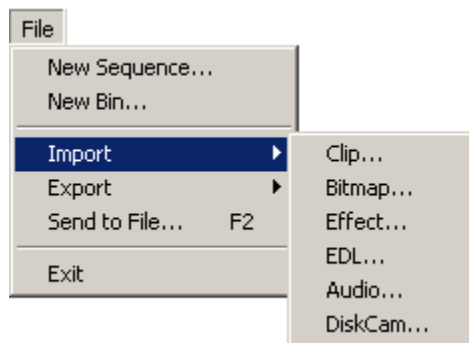 File
New Sequence...
New Bin...
Import
Export
Send to File... F2
Exit
Clip...
Bitmap...
Effect...
EDL...
Audio...
DiskCam...